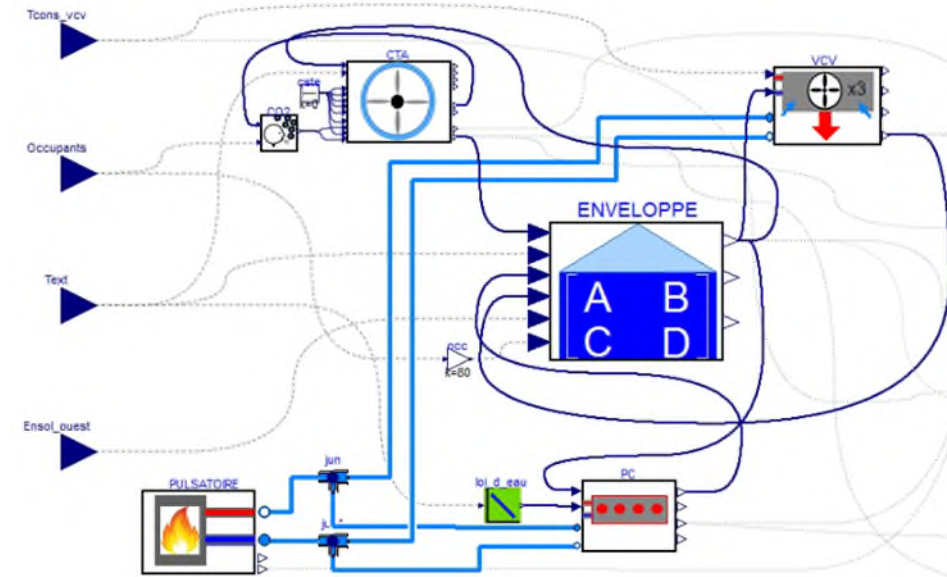 Tcons_vcv
CTA
VCV
x3
cste
k=0
CO2
Occupants
ENVELOPPE
A B
C D
Text
occ
k=80
Ensol_ouest
jun
PULSATOIRE
loi_d_eau
PC